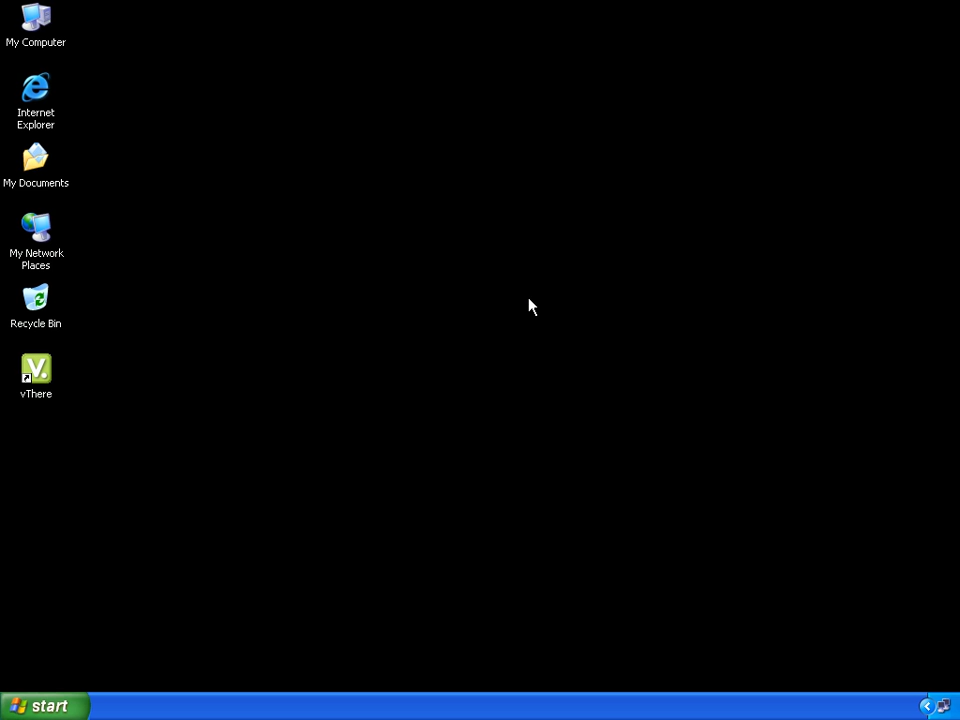 My Computer
Internet
Explorer
My Documents
My Network
Places
Recycle Bin
V.
vThere
start